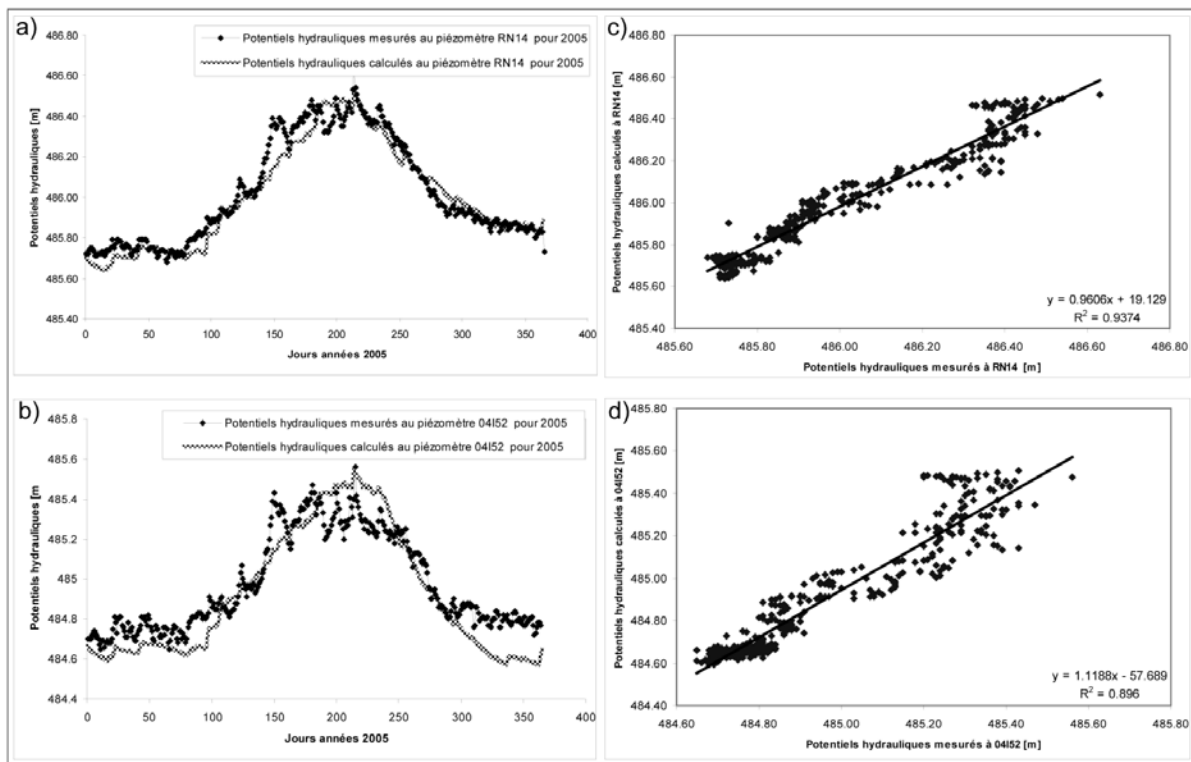 a)
Potentiels hydrauliques mesurés au piézomètre RN14 pour 2005
Potentiels hydrauliques calculés au piézomètre RN14 pour 2005
Potentiels hydrauliques [m]
486.80
486.60
486.40
486.20
486.00
485.80
485.60
485.40
0 50 100 150 200 250 300 350 400
Jours années 2005
c)
Potentiels hydrauliques calculés à RN14 [m]
486.80
486.60
486.40
486.20
486.00
485.80
485.60
485.40
y = 0.9606x + 19.129
R² = 0.9374
485.60 485.80 486.00 486.20 486.40 486.60 486.80
Potentiels hydrauliques mesurés à RN14 [m]
b)
Potentiels hydrauliques mesurés au piézomètre 04I52 pour 2005
Potentiels hydrauliques calculés au piézomètre 04I52 pour 2005
Potentiels hydrauliques [m
485.8
485.6
485.4
485.2
485
484.8
484.6
484.4
0 50 100 150 200 250 300 350 400
Jours années 2005
d)
Potentiels hydrauliques calculés à 04I52 [m]
485.80
485.60
485.40
485.20
485.00
484.80
484.60
484.40
y = 1.1188x - 57.689
R² = 0.896
484.60 484.80 485.00 485.20 485.40 485.60 485.80
Potentiels hydrauliques mesurés à 04I52 [m]